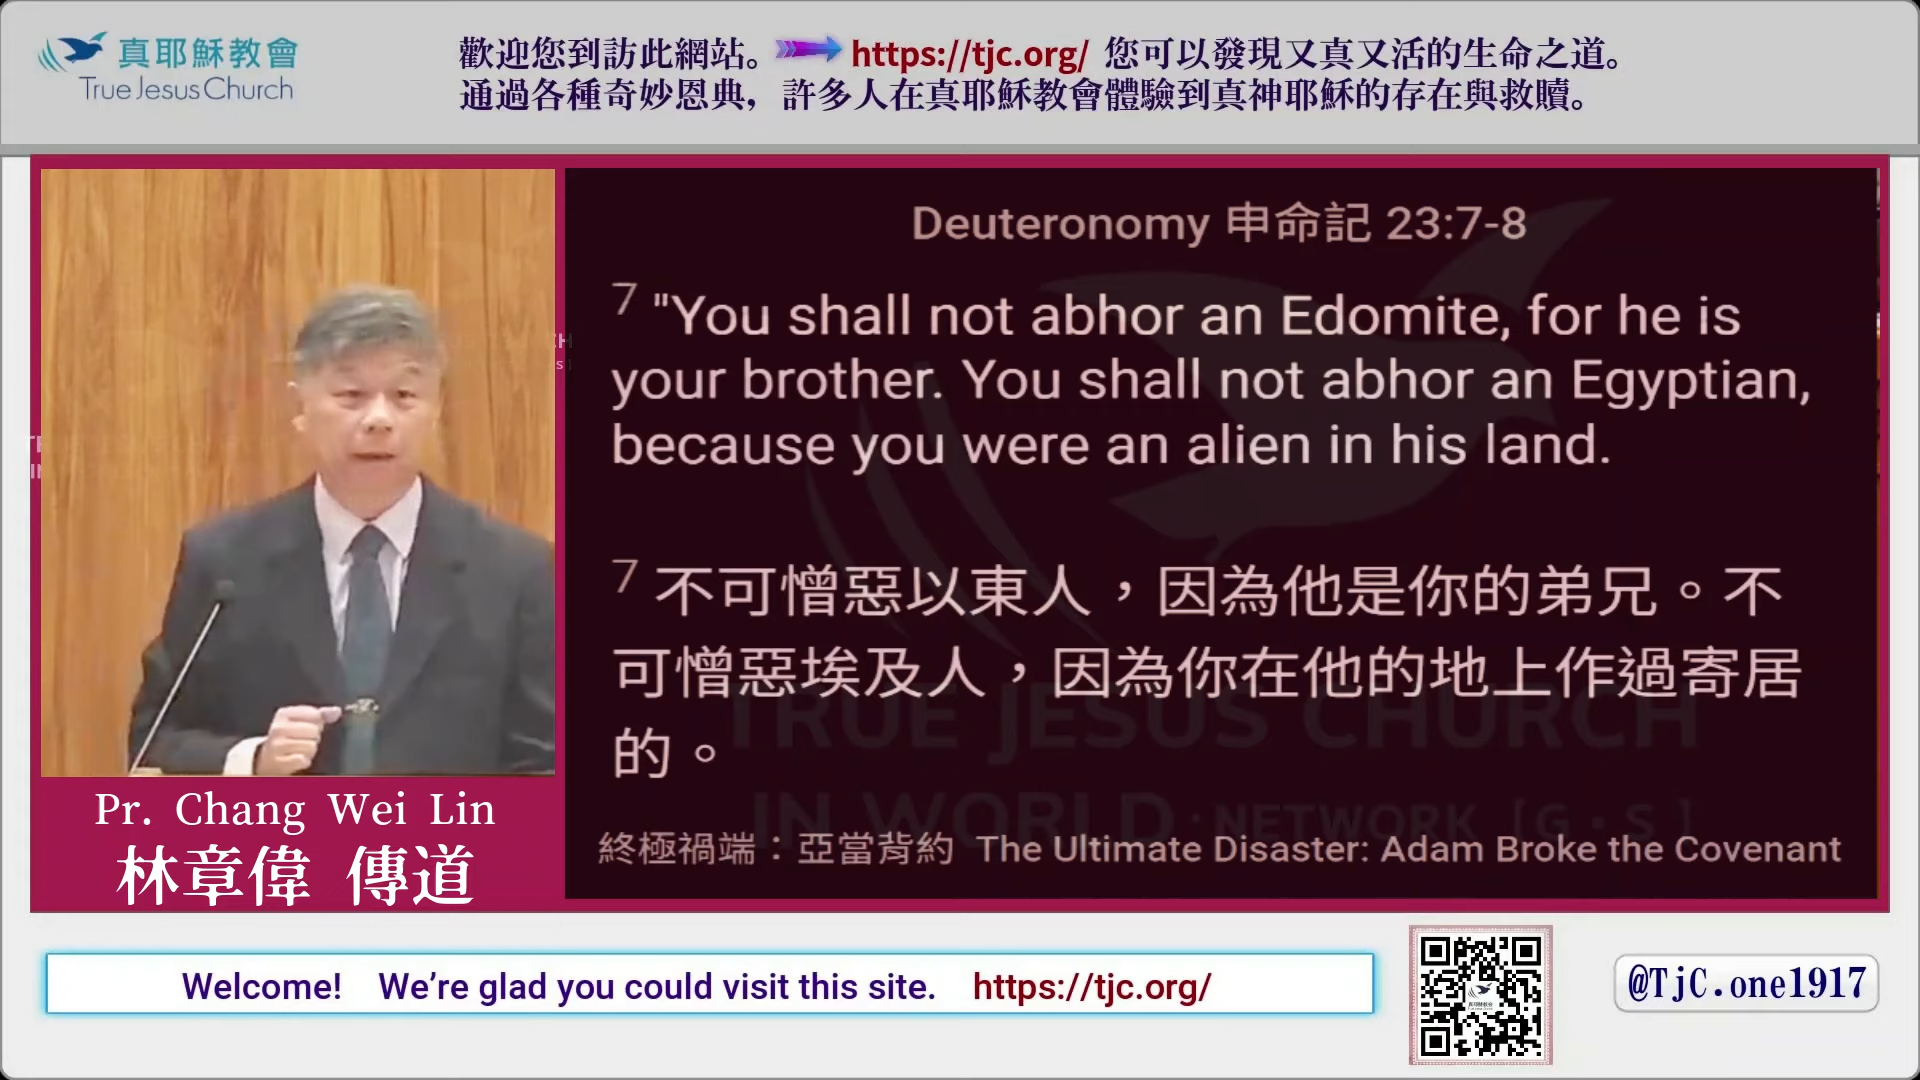 真耶穌教會
True Jesus Church
歡迎您到訪此網站。 https://tjc.org/ 您可以發現又真又活的生命之道。
通過各種奇妙恩典，許多人在真耶穌教會體驗到真神耶穌的存在與救贖。
Deuteronomy 申命記 23:7-8
7 "You shall not abhor an Edomite, for he is
your brother. You shall not abhor an Egyptian,
because you were an alien in his land.
7 不可憎惡以東人，因為他是你的弟兄。不
可憎惡埃及人，因為你在他的地上作過寄居
的。
TRUE JESUS CHURCH
IN WORLD · NETWORK [G·S]
終極禍端：亞當背約 The Ultimate Disaster: Adam Broke the Covenant
Pr. Chang Wei Lin
林章偉 傳道
Welcome! We’re glad you could visit this site. https://tjc.org/
@TjC.one1917